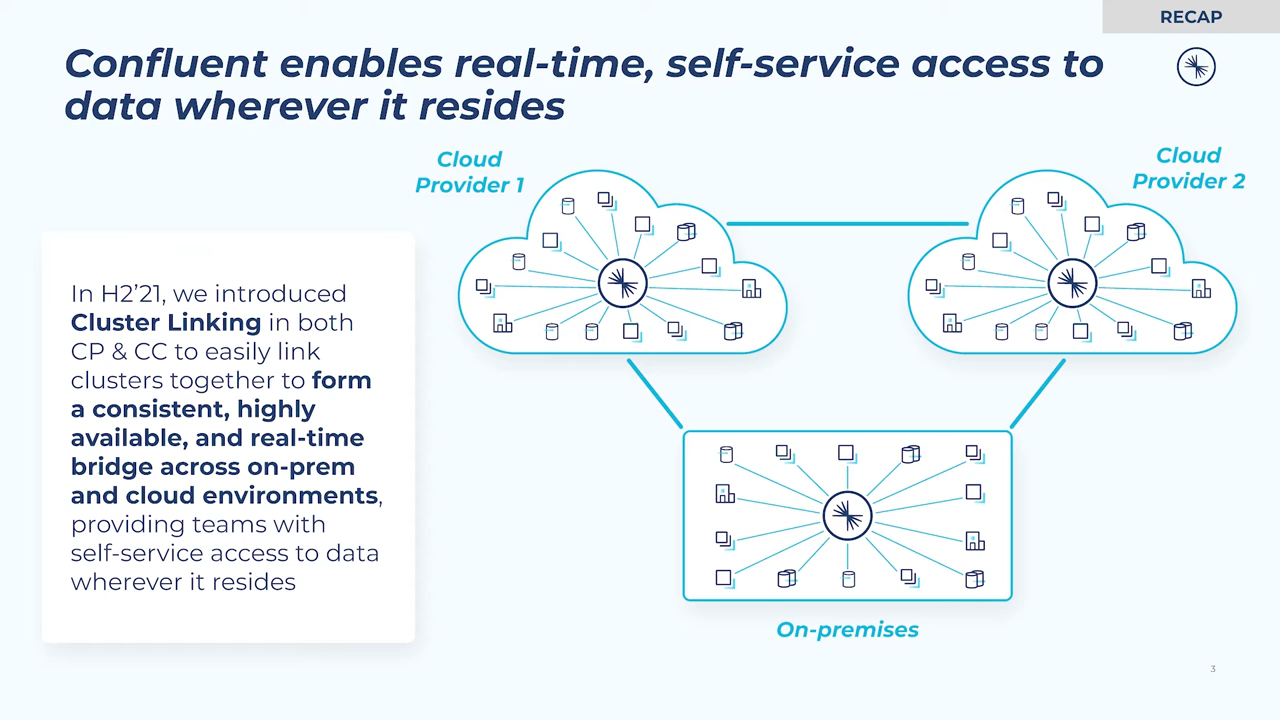 RECAP
Confluent enables real-time, self-service access to
data wherever it resides
Cloud
Provider 1
Cloud
Provider 2
In H2’21, we introduced
Cluster Linking in both
CP & CC to easily link
clusters together to form
a consistent, highly
available, and real-time
bridge across on-prem
and cloud environments,
providing teams with
self-service access to data
wherever it resides
On-premises
3